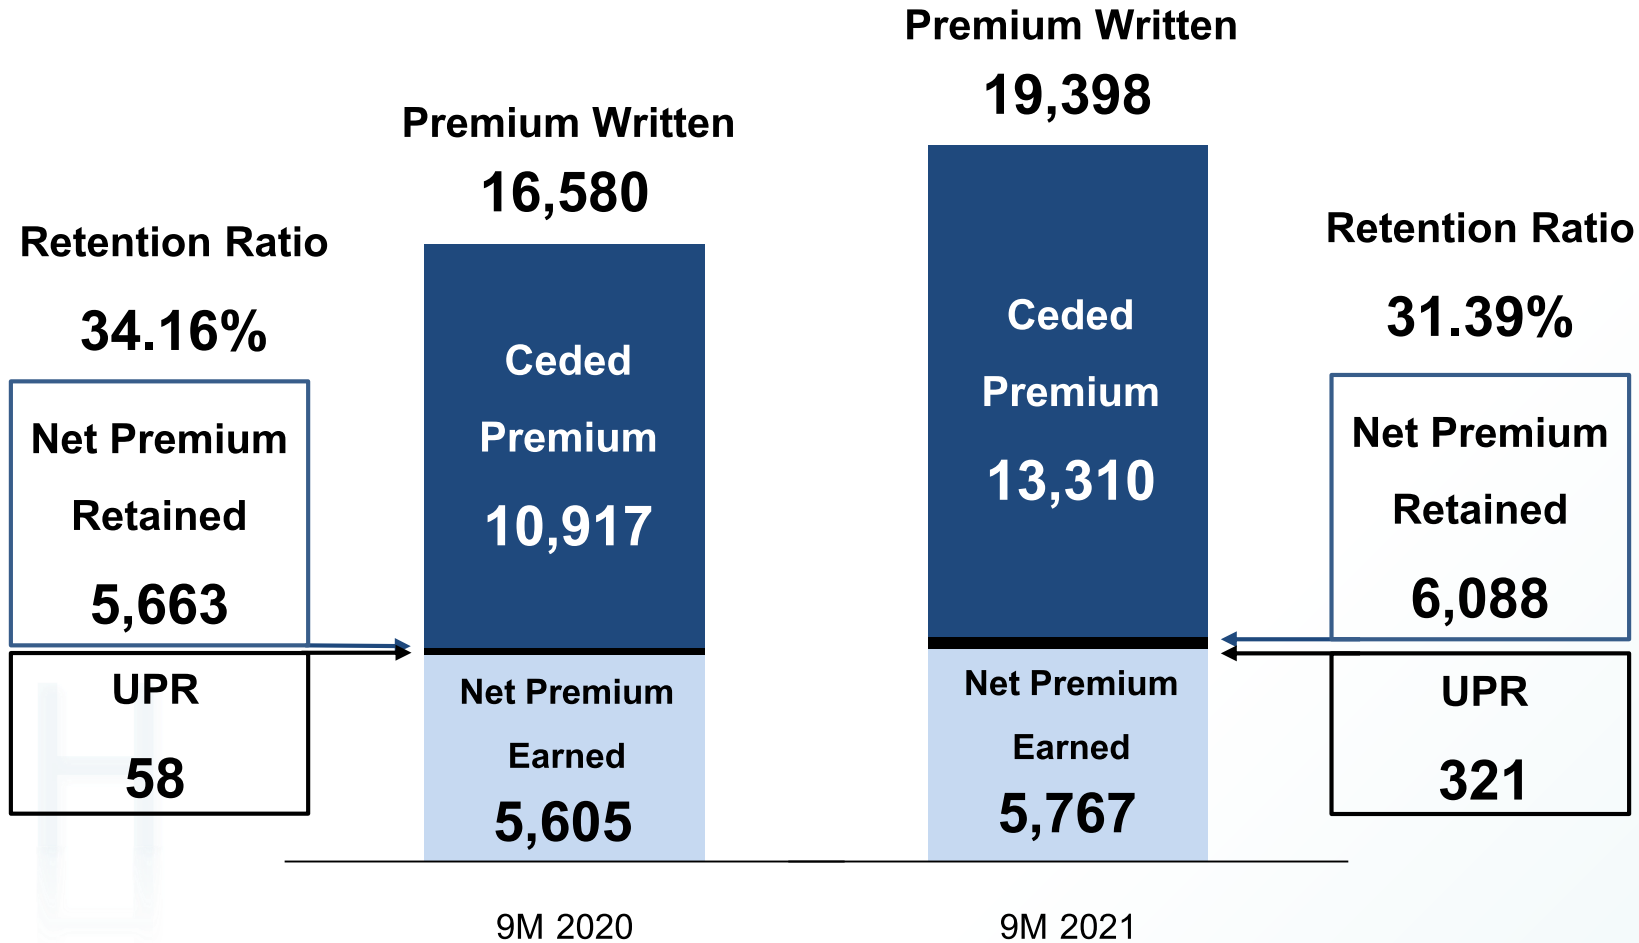 Premium Written
19,398
Premium Written
16,580
Retention Ratio
34.16%
Net Premium
Retained
5,663
UPR
58
Ceded
Premium
10,917
Net Premium
Earned
5,605
Ceded
Premium
13,310
Net Premium
Earned
5,767
Retention Ratio
31.39%
Net Premium
Retained
6,088
UPR
321
9M 2020
9M 2021